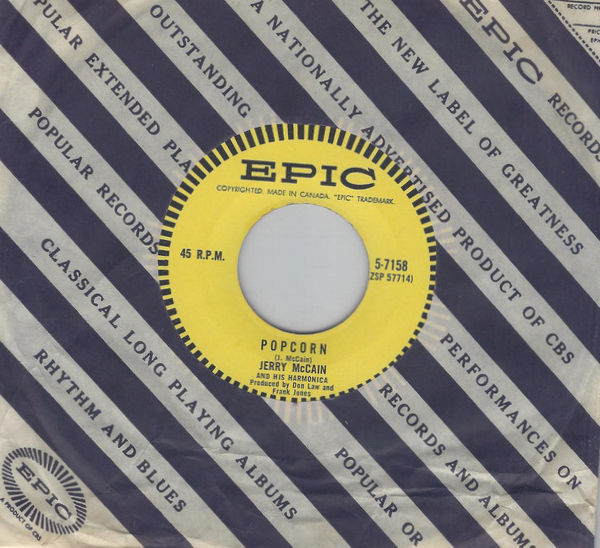 EPIC
COPYRIGHTED. MADE IN CANADA. "EPIC" TRADEMARK.
45 R.P.M.
5-7158
(ZSP 57714)
POPCORN
(J. McCain)
JERRY McCAIN
AND HIS HARMONICA
Produced by Don Law and
Frank Jones
EPIC RECORDS
THE NEW LABEL OF GREATNESS
A NATIONALLY ADVERTISED PRODUCT OF CBS
OUTSTANDING
PERFORMANCES ON
POPULAR EXTENDED PLA
RECORDS AND ALBUMS
POPULAR RECORDS
POPULAR OR
CLASSICAL LONG PLAYING ALBUMS
RHYTHM AND BLUES
EPIC
A PRODUCT OF CBS
RECORD